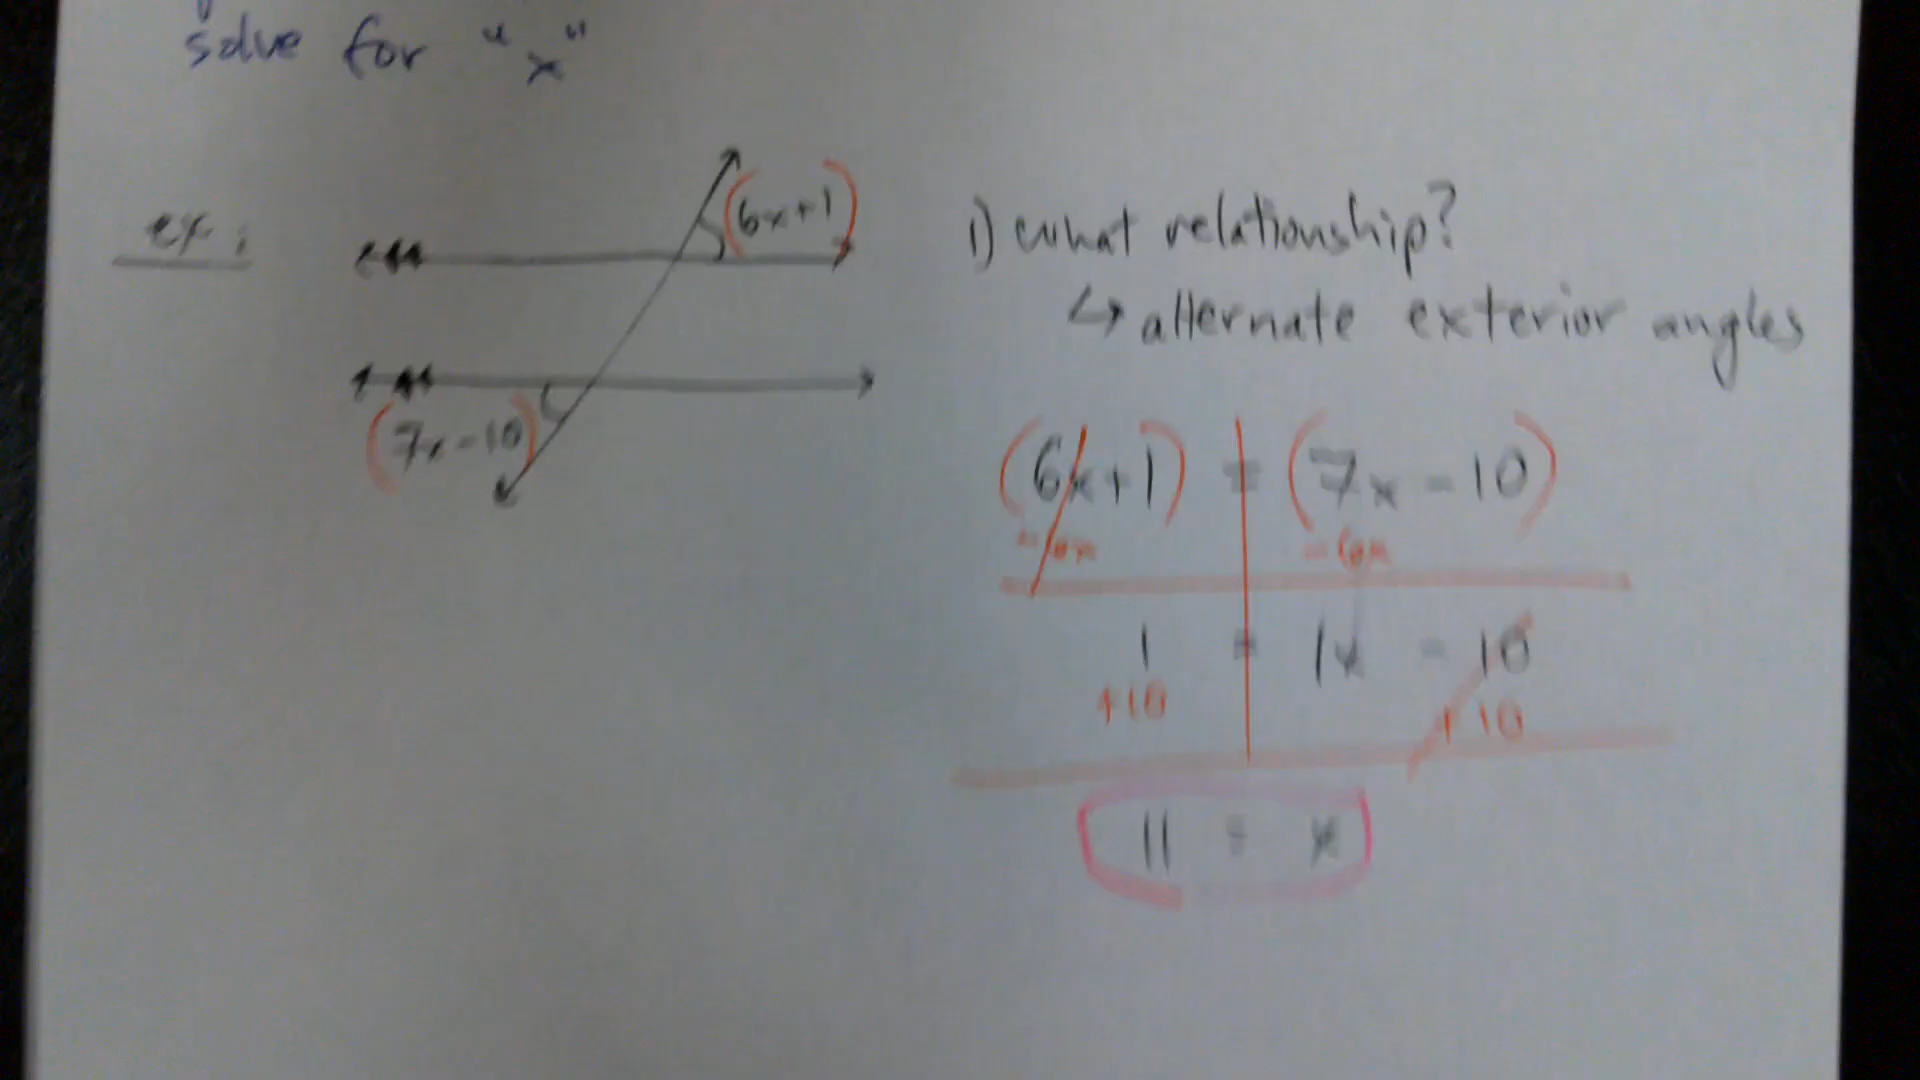 solve for "x"
ex:
(6x+1)
(7x-10)
1) what relationship?
↳ alternate exterior angles
(6x+1) = (7x-10)
-6x -6x
1 = 1x - 10
+10 +10
11 = x